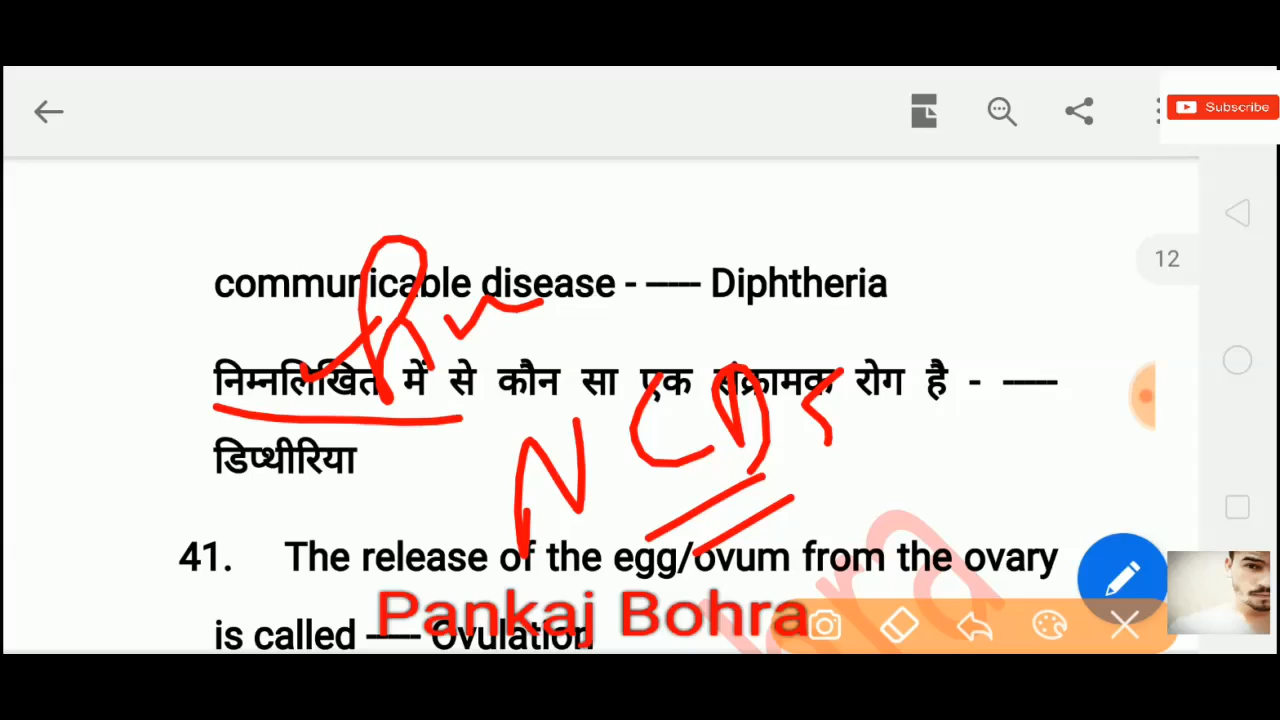 Subscribe
12
communicable disease - ----- Diphtheria
निम्नलिखित में से कौन सा एक संक्रामक रोग है - -----
डिप्थीरिया
NCDs
41. The release of the egg/ovum from the ovary
is called ----- Ovulation
Pankaj Bohra